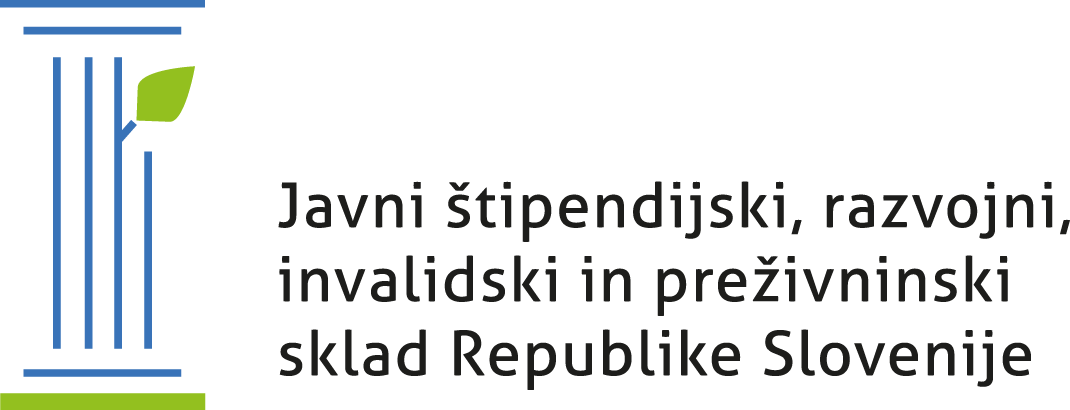 Javni štipendijski, razvojni,
invalidski in preživninski
sklad Republike Slovenije